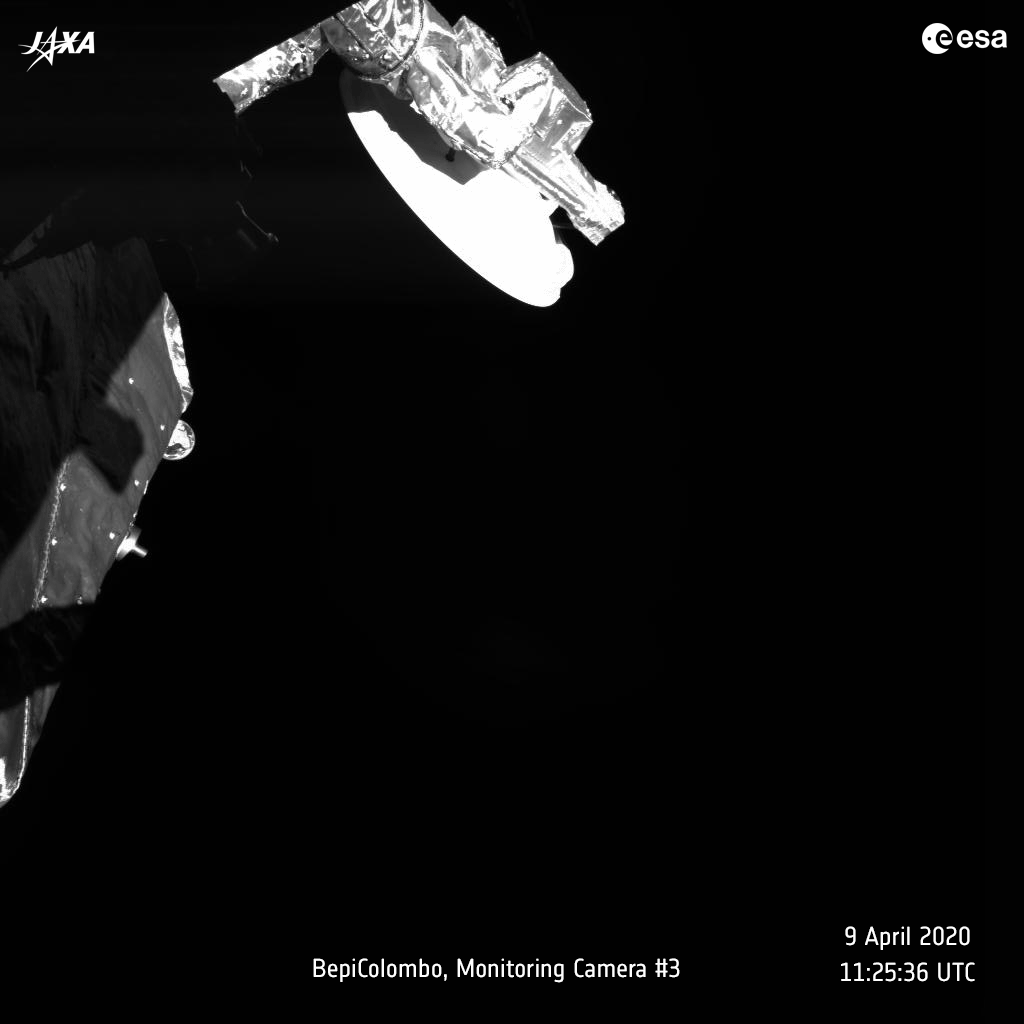 JAXA
esa
9 April 2020
BepiColombo, Monitoring Camera #3
11:25:36 UTC